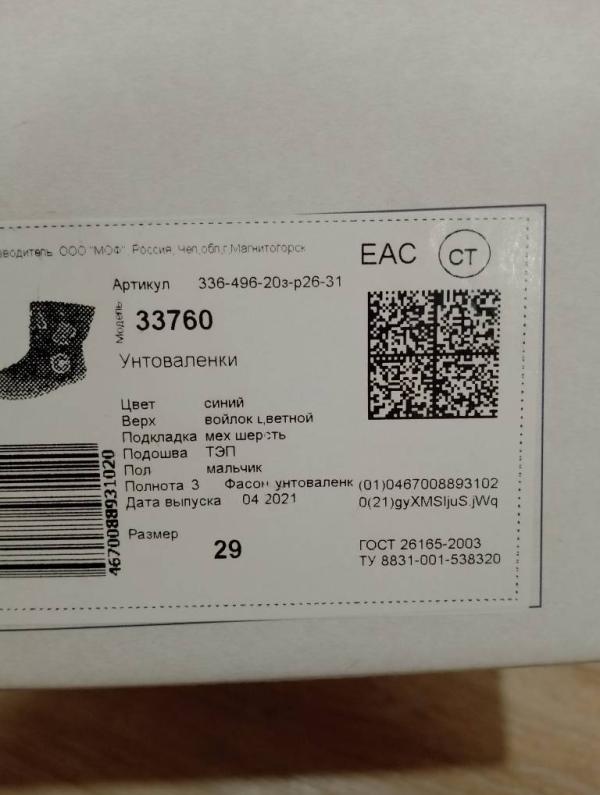 ООО "МОФ" Россия, Чел.обл.,г.Магнитогорск
EAC СТ
Артикул 336-496-20з-р26-31
Модель 33760
Унтоваленки
Цвет синий
Верх войлок цветной
Подкладка мех шерсть
Подошва ТЭП
Пол мальчик
Полнота 3 Фасон унтоваленк
Дата выпуска 04 2021
(01)0467008893102
0(21)gyXMSIjuS.jWq
Размер 29
ГОСТ 26165-2003
ТУ 8831-001-538320
4670088931020